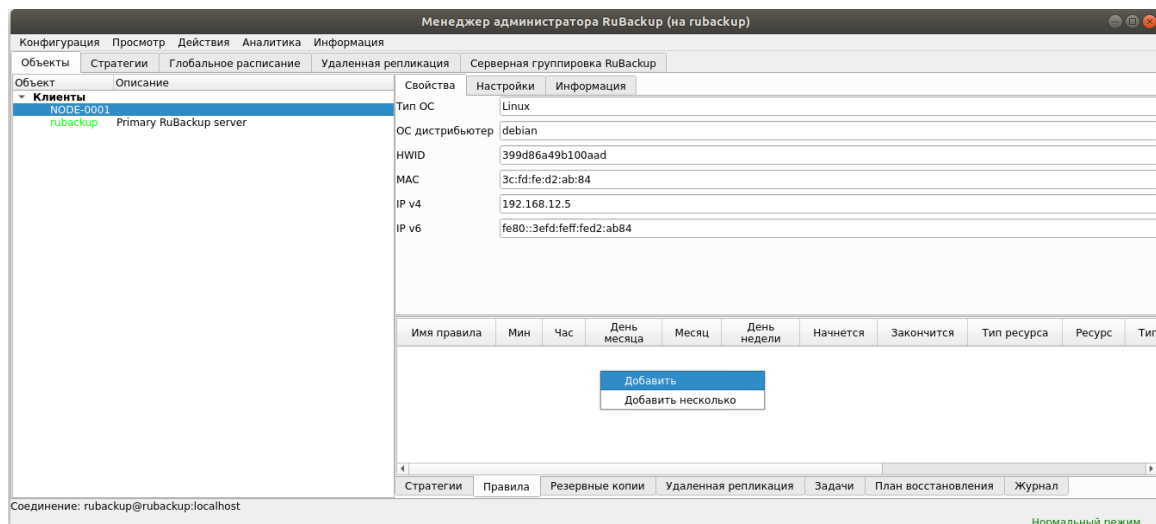 Менеджер администратора RuBackup (на rubackup)
Конфигурация Просмотр Действия Аналитика Информация
Объекты Стратегии Глобальное расписание Удаленная репликация Серверная группировка RuBackup
Объект Описание
Клиенты
NODE-0001
rubackup Primary RuBackup server
Свойства Настройки Информация
Тип ОС Linux
ОС дистрибьютер debian
HWID 399d86a49b100aad
MAC 3c:fd:fe:d2:ab:84
IP v4 192.168.12.5
IP v6 fe80::3efd:feff:fed2:ab84
Имя правила Мин Час День месяца Месяц День недели Начнется Закончится Тип ресурса Ресурс Тип
Добавить
Добавить несколько
Стратегии Правила Резервные копии Удаленная репликация Задачи План восстановления Журнал
Соединение: rubackup@rubackup:localhost
Нормальный режим